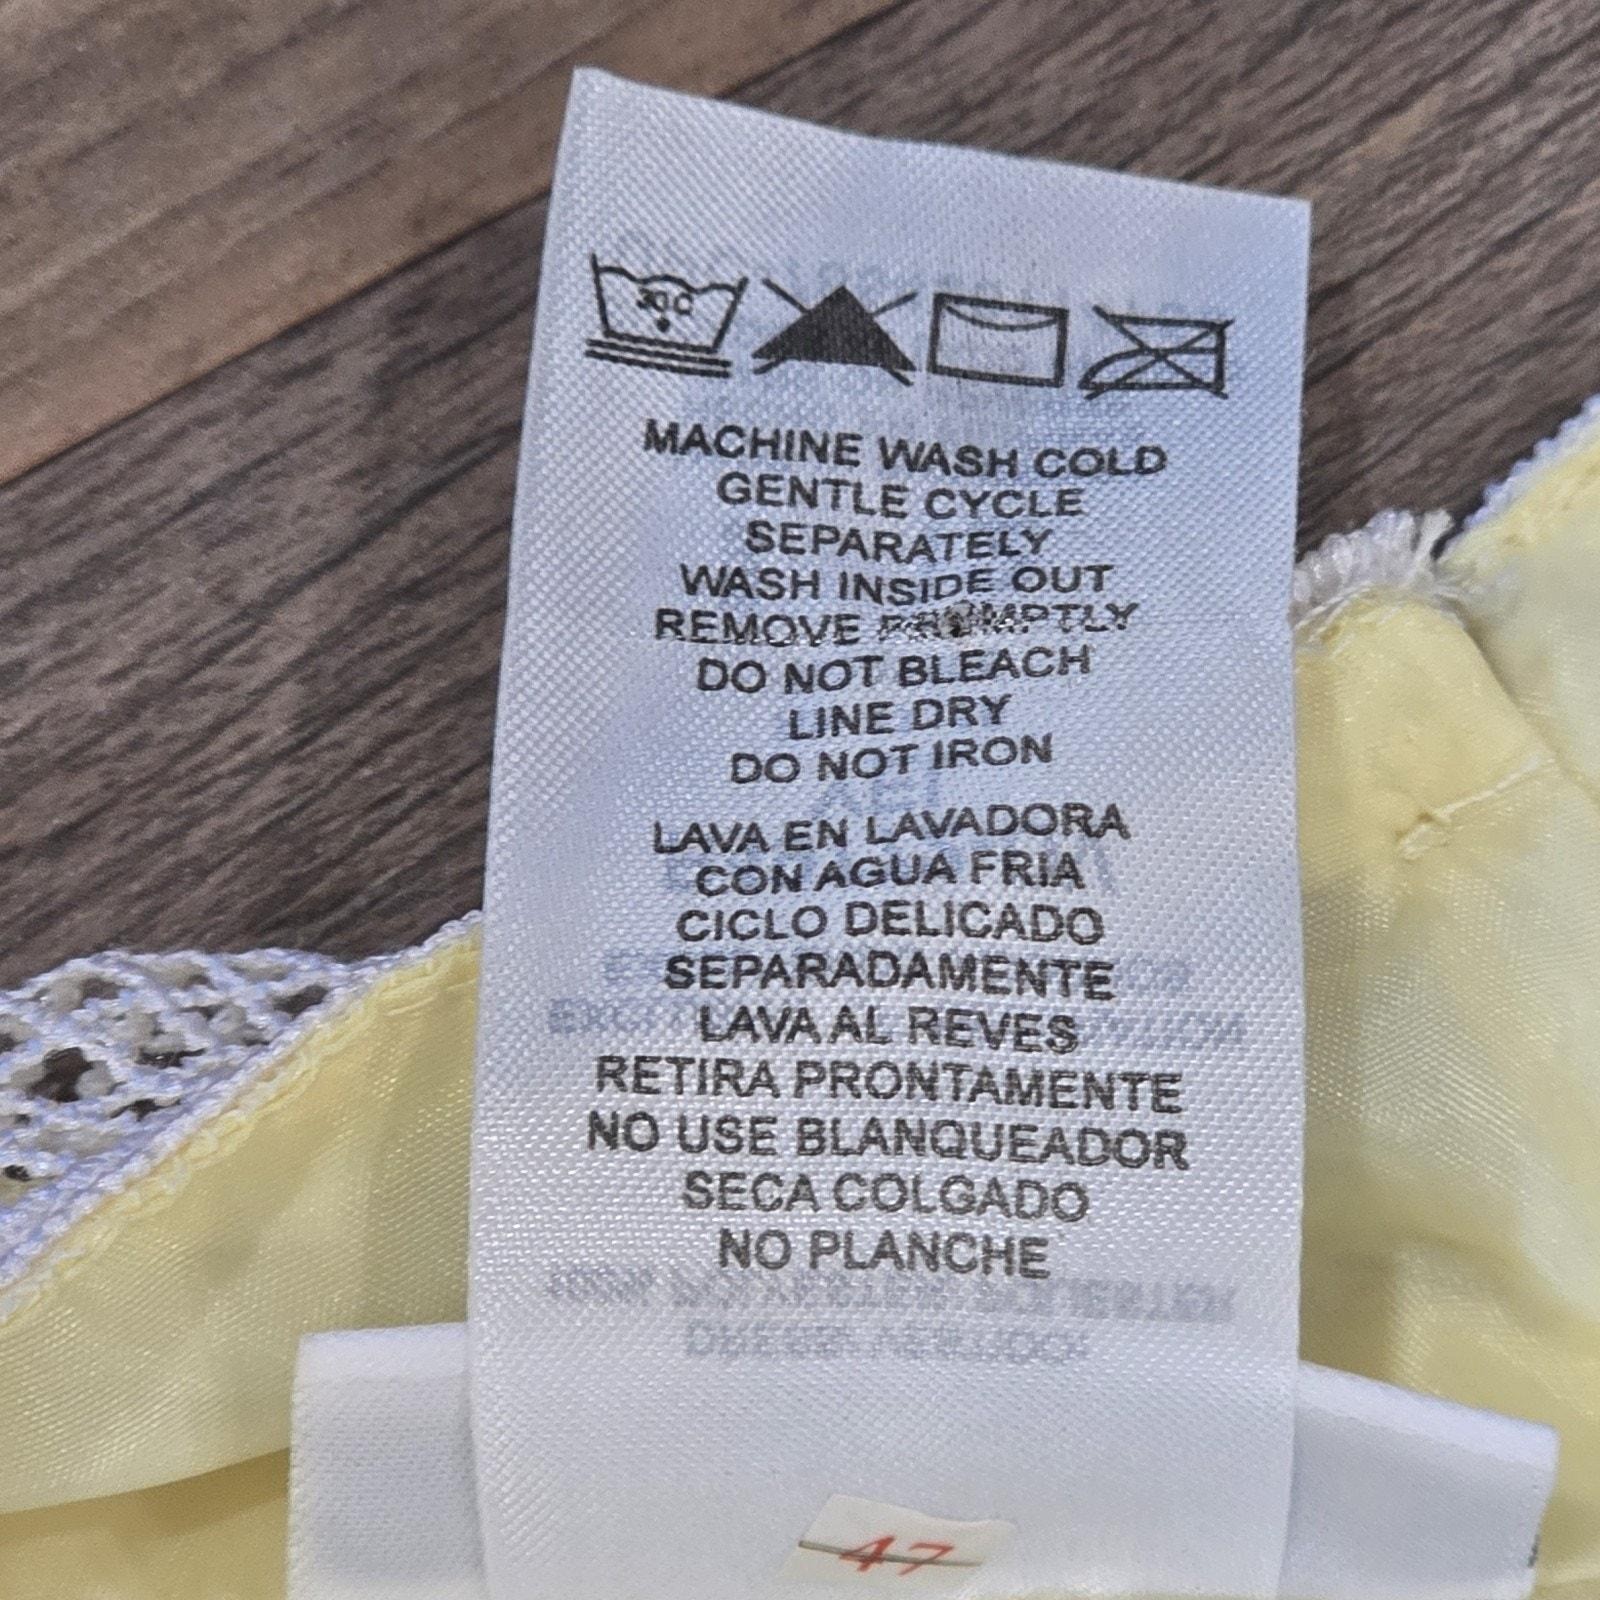 30°C
MACHINE WASH COLD
GENTLE CYCLE
SEPARATELY
WASH INSIDE OUT
REMOVE PROMPTLY
DO NOT BLEACH
LINE DRY
DO NOT IRON
LAVA EN LAVADORA
CON AGUA FRIA
CICLO DELICADO
SEPARADAMENTE
LAVA AL REVES
RETIRA PRONTAMENTE
NO USE BLANQUEADOR
SECA COLGADO
NO PLANCHE
47